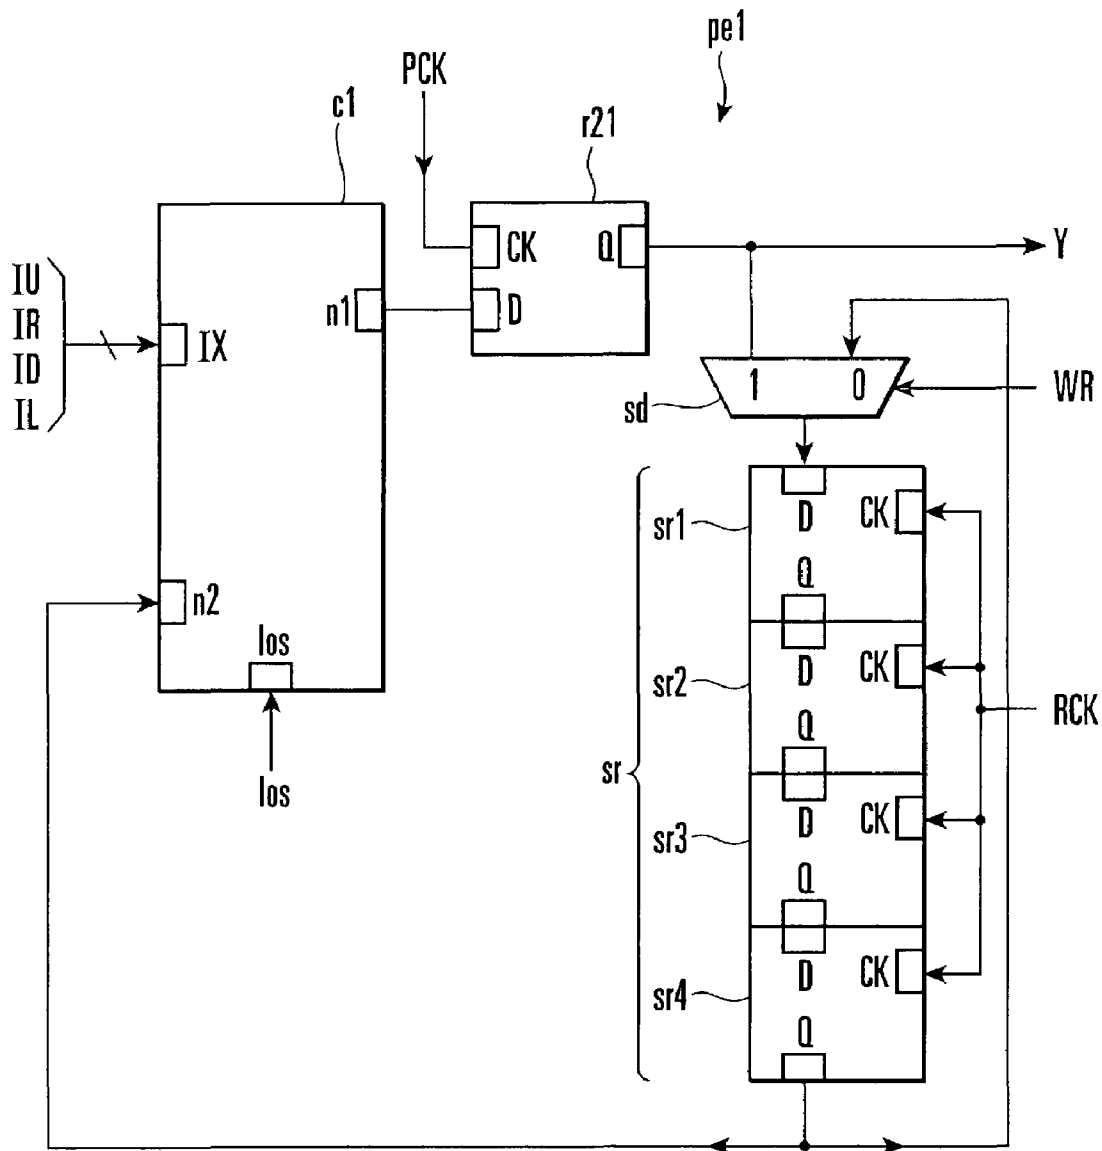 pe1
PCK
c1
r21
CK
Q
Y
IU
IR
ID
IL
IX
n1
D
1
0
WR
sd
D
CK
sr1
Q
n2
Ios
D
CK
sr2
Q
RCK
Ios
sr
D
CK
sr3
Q
D
CK
sr4
Q